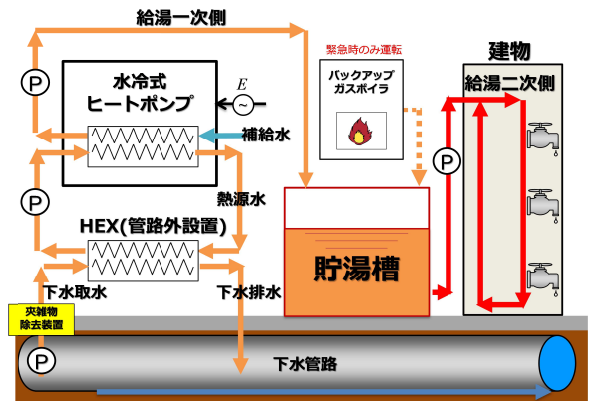 給湯一次側
緊急時のみ運転
バックアップ
ガスボイラ
建物
給湯二次側
水冷式
ヒートポンプ
E
~
補給水
P
P
P
熱源水
HEX(管路外設置)
貯湯槽
下水取水
下水排水
夾雑物
除去装置
P
下水管路